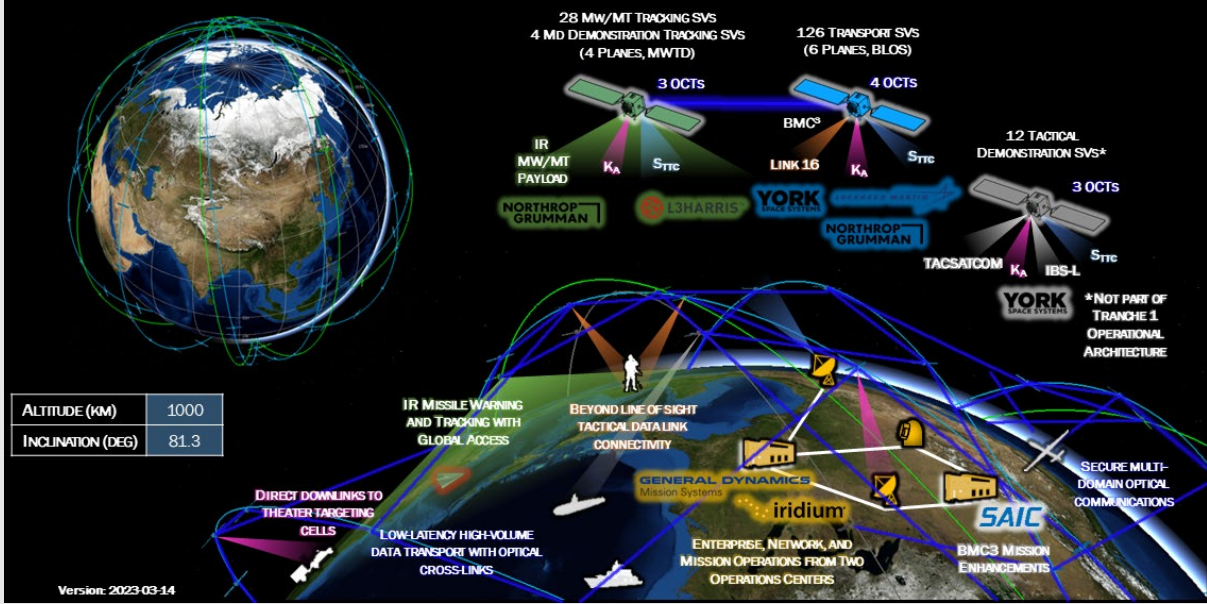 28 MW/MT TRACKING SVS
4 MD DEMONSTRATION TRACKING SVS
(4 PLANES, MWTD)
3 OCTS
IR
MW/MT
PAYLOAD
KA
STTC
NORTHROP
GRUMMAN
L3HARRIS
126 TRANSPORT SVS
(6 PLANES, BLOS)
4 OCTS
BMC³
LINK 16
KA
STTC
YORK
SPACE SYSTEMS
LOCKHEED MARTIN
NORTHROP
GRUMMAN
12 TACTICAL
DEMONSTRATION SVS*
3 OCTS
TACSATCOM
KA
IBS-L
STTC
YORK
SPACE SYSTEMS
*NOT PART OF
TRANCHE 1
OPERATIONAL
ARCHITECTURE
ALTITUDE (KM) 1000
INCLINATION (DEG) 81.3
IR MISSILE WARNING
AND TRACKING WITH
GLOBAL ACCESS
BEYOND LINE OF SIGHT
TACTICAL DATA LINK
CONNECTIVITY
GENERAL DYNAMICS
Mission Systems
iridium
SAIC
SECURE MULTI-
DOMAIN OPTICAL
COMMUNICATIONS
DIRECT DOWNLINKS TO
THEATER TARGETING
CELLS
LOW-LATENCY HIGH-VOLUME
DATA TRANSPORT WITH OPTICAL
CROSS-LINKS
ENTERPRISE, NETWORK, AND
MISSION OPERATIONS FROM TWO
OPERATIONS CENTERS
BMC3 MISSION
ENHANCEMENTS
Version: 2023-03-14